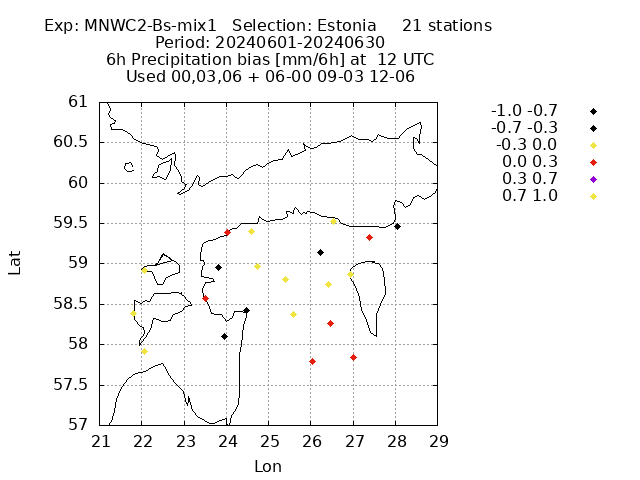 Exp: MNWC2-Bs-mix1 Selection: Estonia 21 stations
Period: 20240601-20240630
6h Precipitation bias [mm/6h] at 12 UTC
Used 00,03,06 + 06-00 09-03 12-06
-1.0 -0.7
-0.7 -0.3
-0.3 0.0
0.0 0.3
0.3 0.7
0.7 1.0
Lat
61
60.5
60
59.5
59
58.5
58
57.5
57
21 22 23 24 25 26 27 28 29
Lon